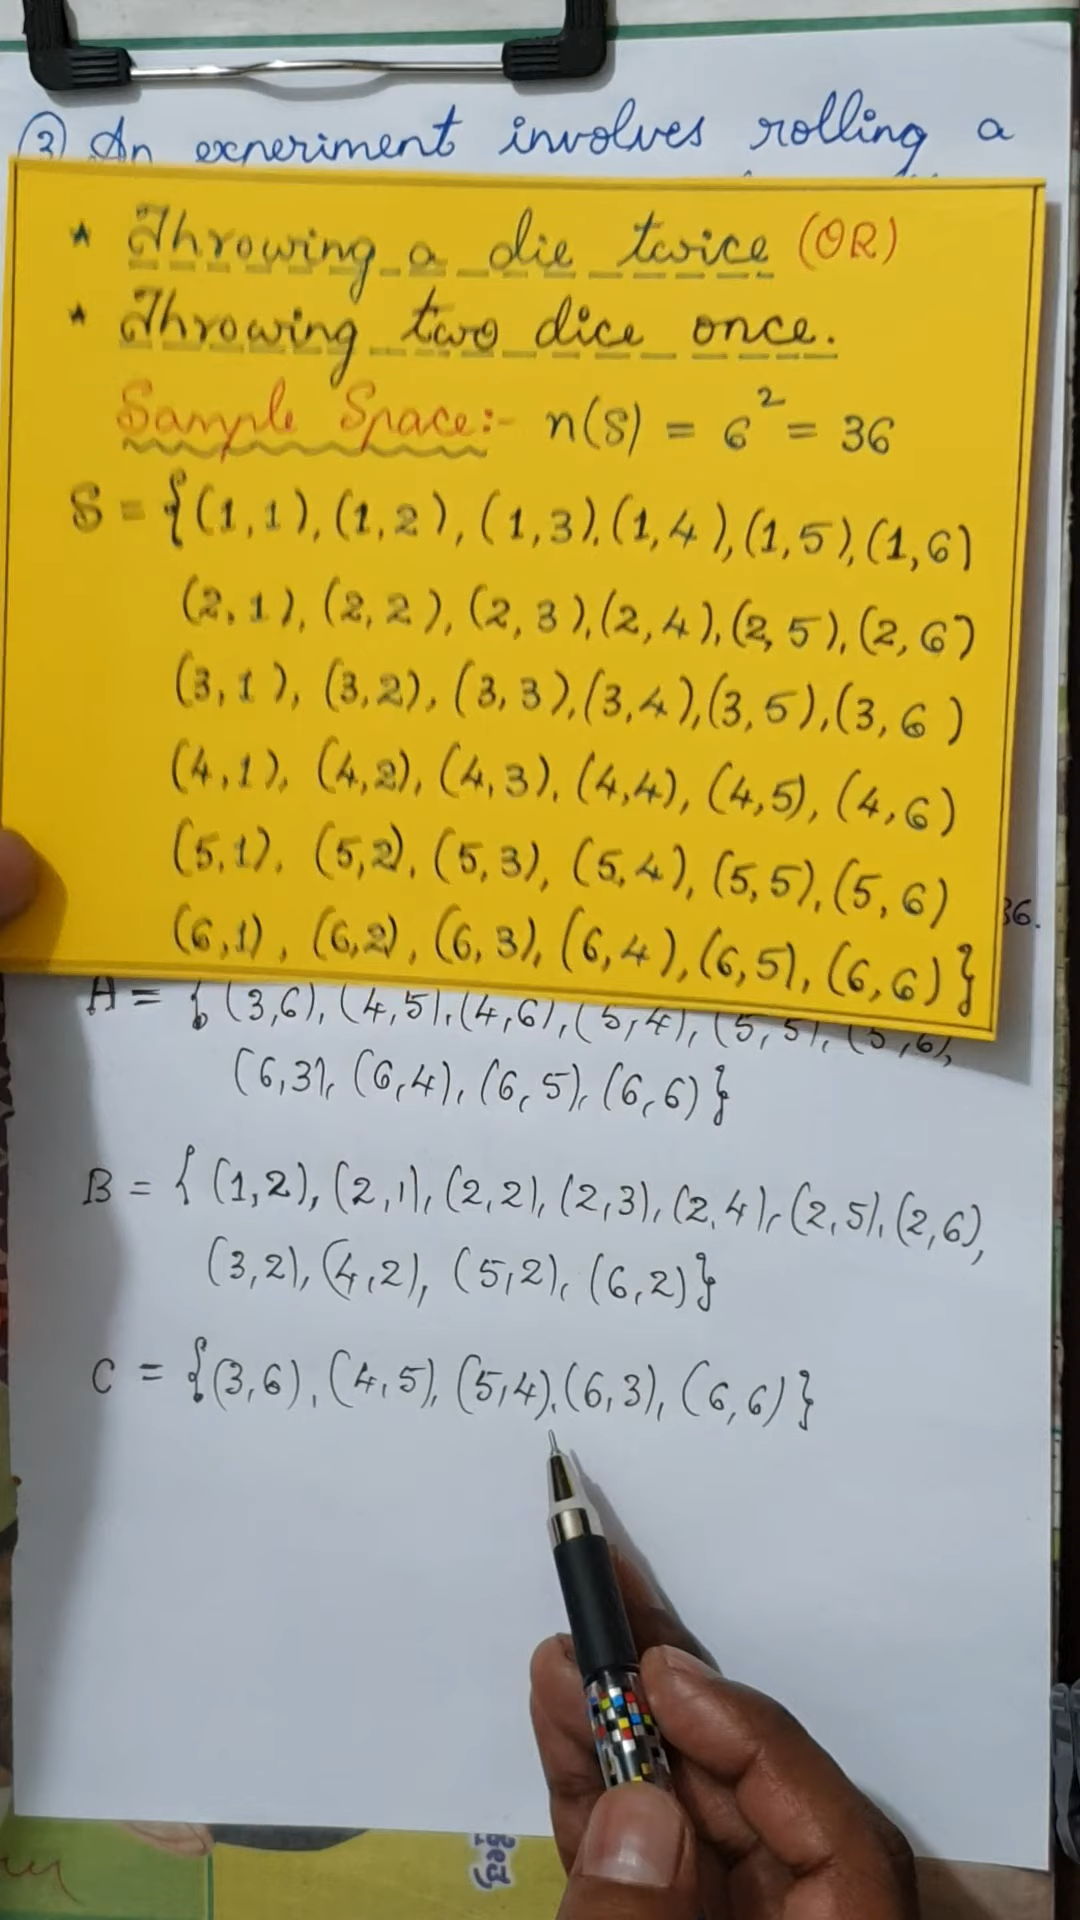 ③ An experiment involves rolling a
* Throwing a die twice (OR)
* Throwing two dice once.
Sample Space:- n(S) = 6² = 36
S = {(1,1), (1,2), (1,3), (1,4), (1,5), (1,6)
(2,1), (2,2), (2,3), (2,4), (2,5), (2,6)
(3,1), (3,2), (3,3), (3,4), (3,5), (3,6)
(4,1), (4,2), (4,3), (4,4), (4,5), (4,6)
(5,1), (5,2), (5,3), (5,4), (5,5), (5,6)
36.
(6,1), (6,2), (6,3), (6,4), (6,5), (6,6)}
A = { (3,6), (4,5), (4,6), (5,4), (5,5), (5,6),
(6,3), (6,4), (6,5), (6,6)}
B = { (1,2), (2,1), (2,2), (2,3), (2,4), (2,5), (2,6),
(3,2), (4,2), (5,2), (6,2)}
C = {(3,6), (4,5), (5,4), (6,3), (6,6)}